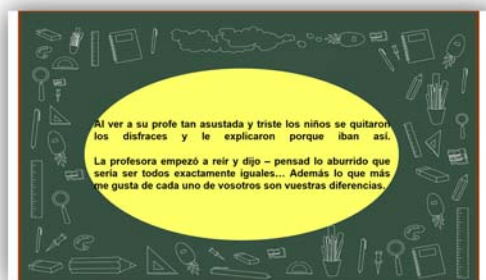 Al ver a su profe tan asustada y triste los niños se quitaron
los disfraces y le explicaron porque iban así.
La profesora empezó a reír y dijo – pensad lo aburrido que
sería ser todos exactamente iguales... Además lo que más
me gusta de cada uno de vosotros son vuestras diferencias.